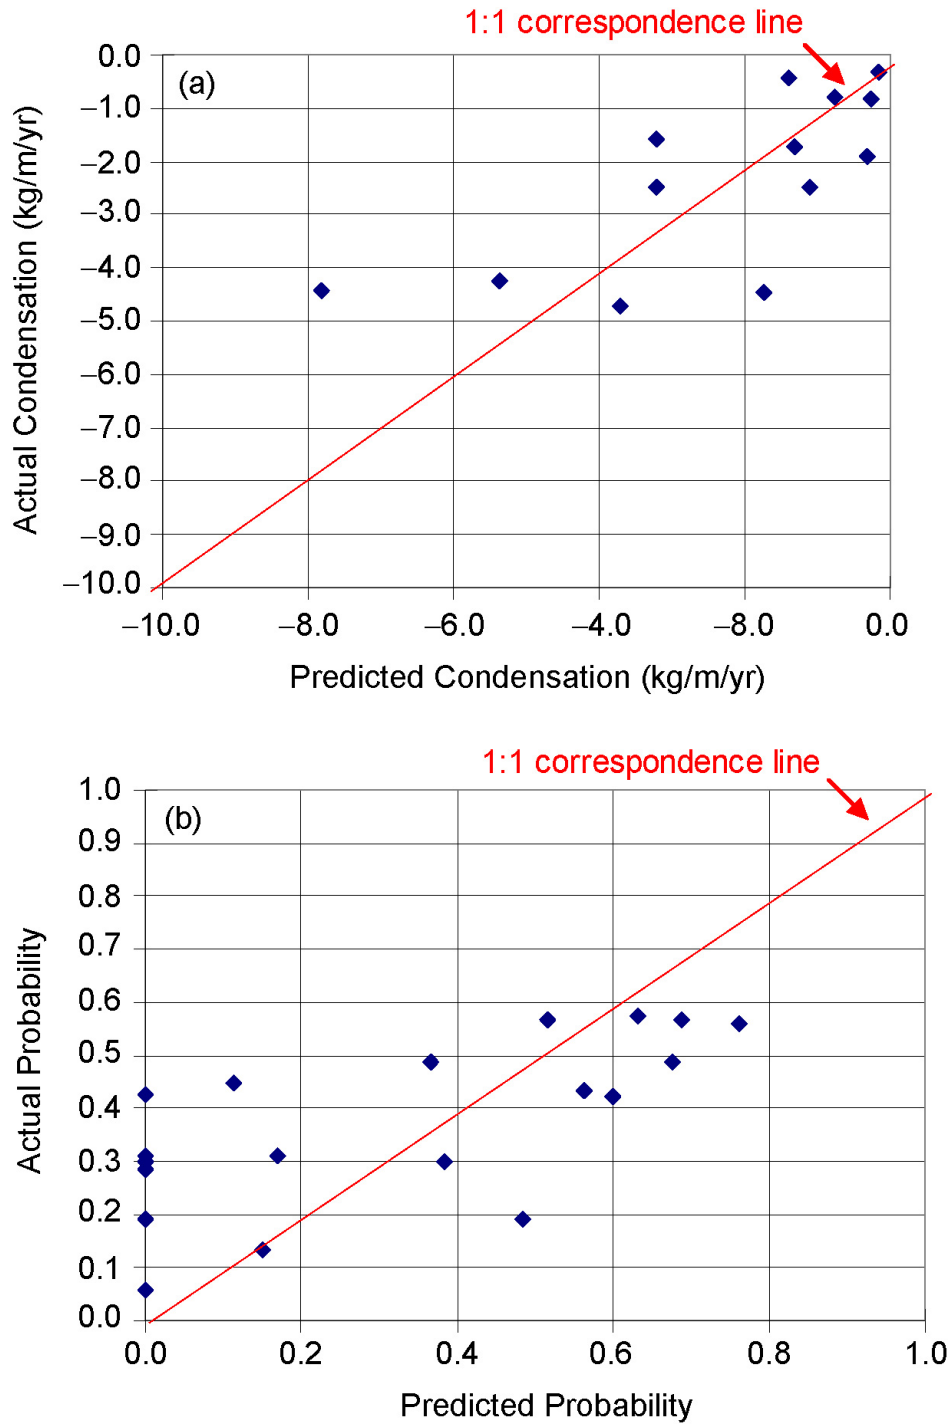 1:1 correspondence line
(a)
Actual Condensation (kg/m/yr)
0.0
–1.0
–2.0
–3.0
–4.0
–5.0
–6.0
–7.0
–8.0
–9.0
–10.0
–10.0 –8.0 –6.0 –4.0 –8.0 0.0
Predicted Condensation (kg/m/yr)
1:1 correspondence line
(b)
Actual Probability
1.0
0.9
0.8
0.7
0.6
0.5
0.4
0.3
0.2
0.1
0.0
0.0 0.2 0.4 0.6 0.8 1.0
Predicted Probability